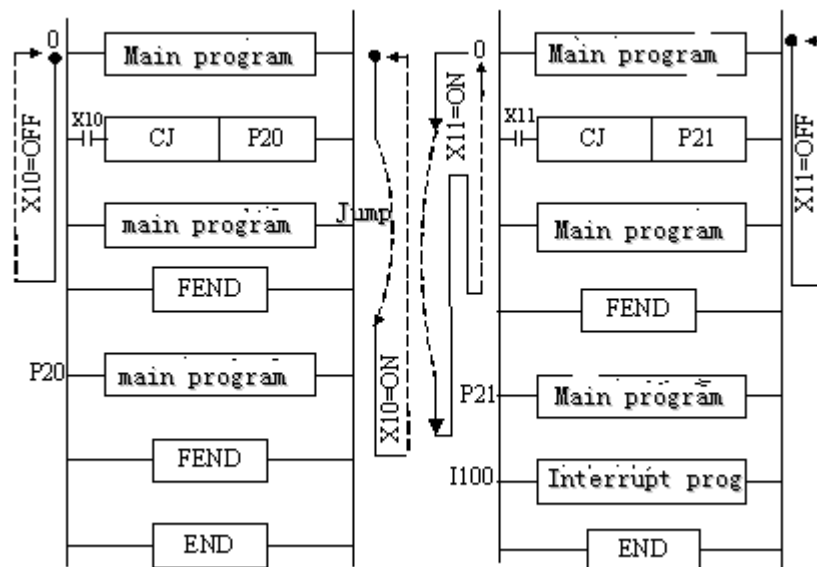 0
Main program
X10
CJ P20
X10=OFF
main program
Jump
FEND
P20
main program
X10=ON
FEND
END
0
Main program
X11=ON
X11
CJ P21
X11=OFF
Main program
FEND
P21
Main program
I100
Interrupt prog
END